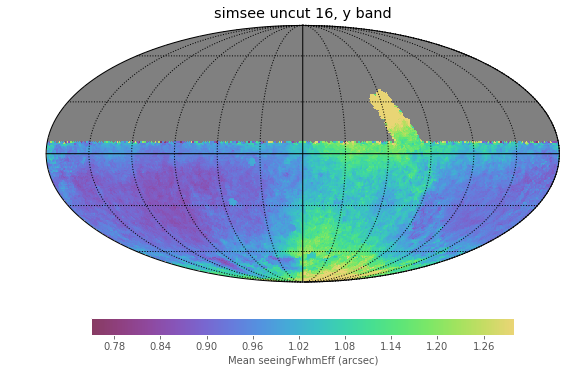 simsee uncut 16, y band
0.78 0.84 0.90 0.96 1.02 1.08 1.14 1.20 1.26
Mean seeingFwhmEff (arcsec)